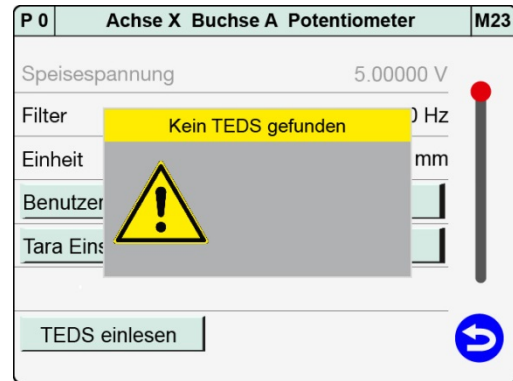 P 0 Achse X Buchse A Potentiometer M23
Speisespannung 5.00000 V
Filter Hz
Kein TEDS gefunden
Einheit mm
Benutzer
Tara Eins
TEDS einlesen